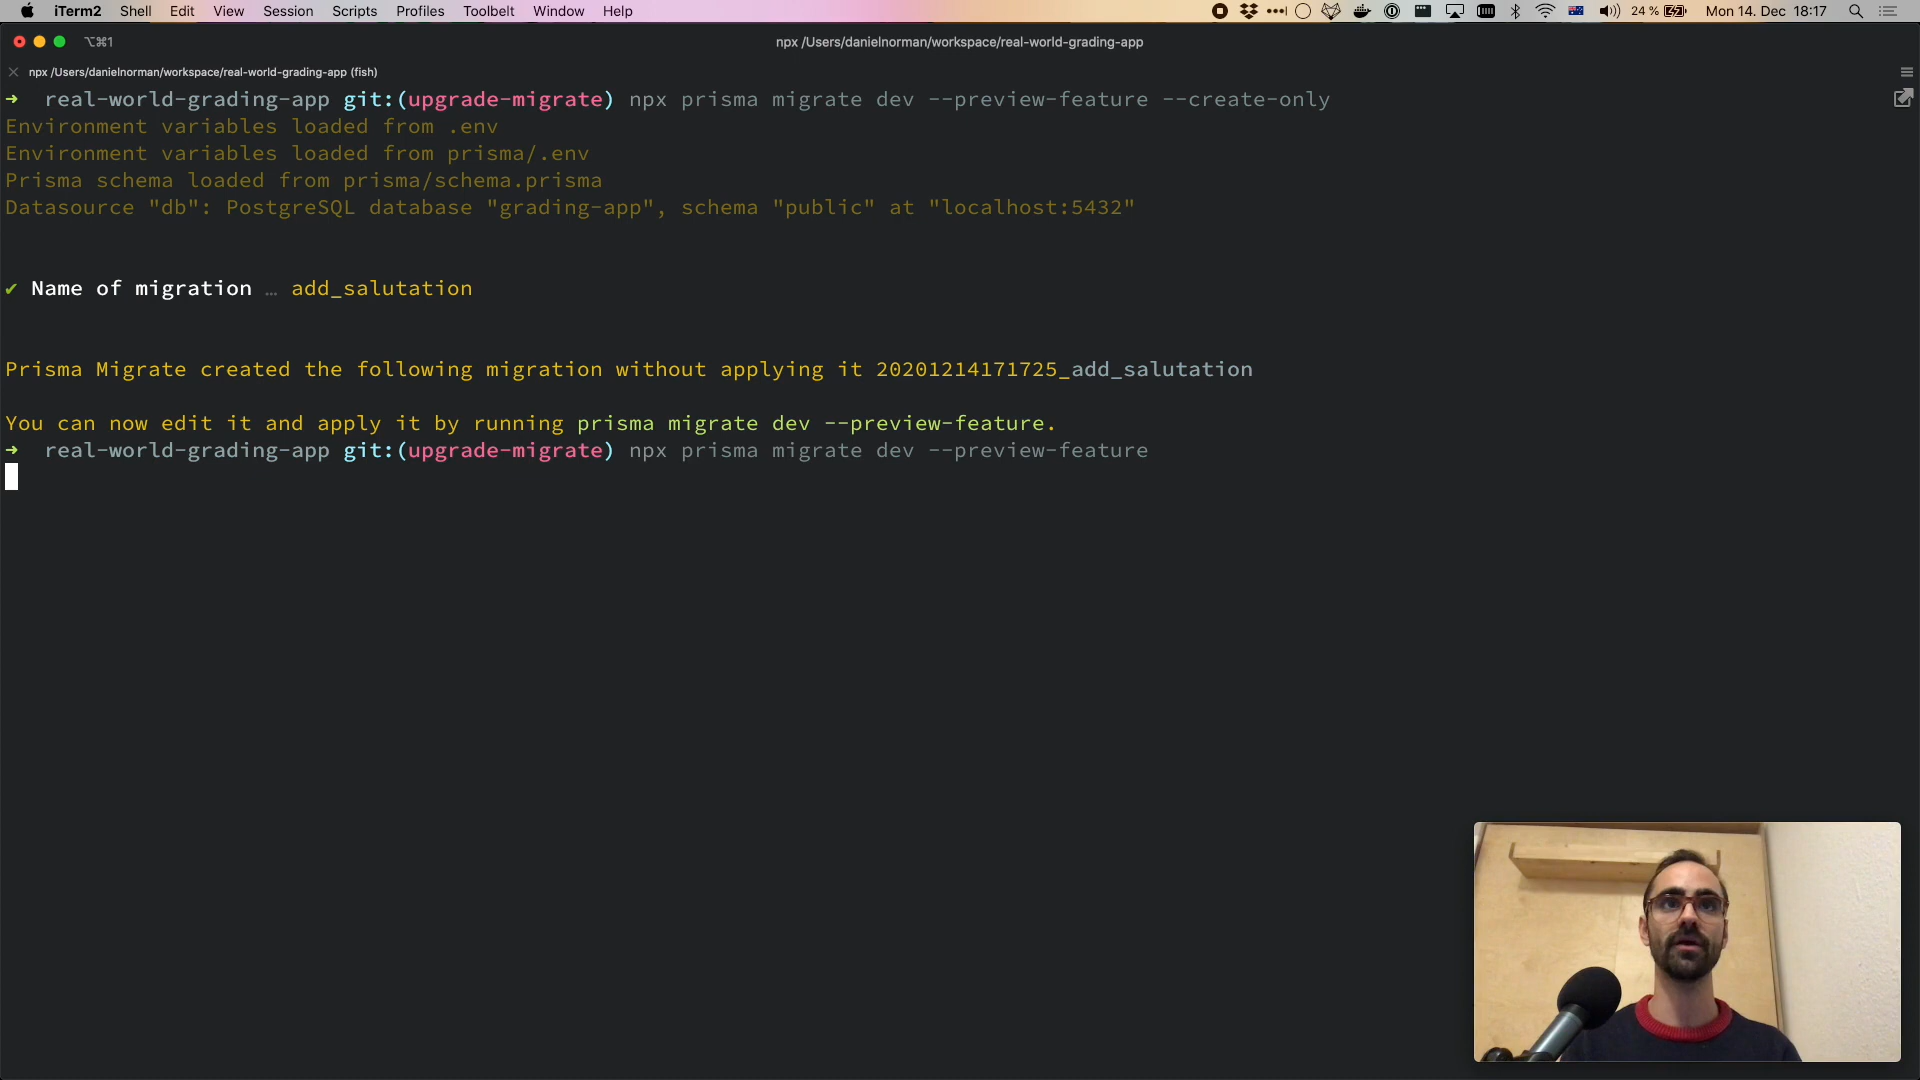 iTerm2 Shell Edit View Session Scripts Profiles Toolbelt Window Help 24 % Mon 14. Dec 18:17
⌥⌘1 npx /Users/danielnorman/workspace/real-world-grading-app
npx /Users/danielnorman/workspace/real-world-grading-app (fish)
➜ real-world-grading-app git:(upgrade-migrate) npx prisma migrate dev --preview-feature --create-only
Environment variables loaded from .env
Environment variables loaded from prisma/.env
Prisma schema loaded from prisma/schema.prisma
Datasource "db": PostgreSQL database "grading-app", schema "public" at "localhost:5432"
✔ Name of migration … add_salutation
Prisma Migrate created the following migration without applying it 20201214171725_add_salutation
You can now edit it and apply it by running prisma migrate dev --preview-feature.
➜ real-world-grading-app git:(upgrade-migrate) npx prisma migrate dev --preview-feature